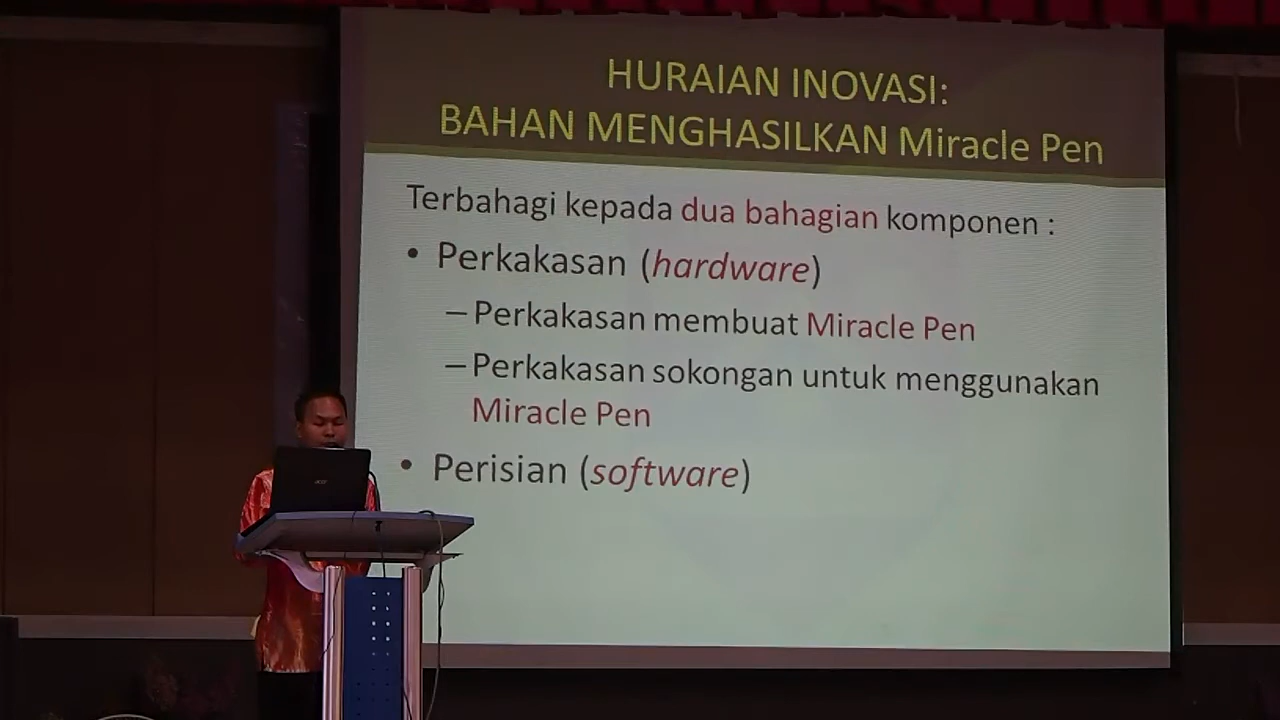 HURAIAN INOVASI:
BAHAN MENGHASILKAN Miracle Pen
Terbahagi kepada dua bahagian komponen :
• Perkakasan (hardware)
– Perkakasan membuat Miracle Pen
– Perkakasan sokongan untuk menggunakan
Miracle Pen
• Perisian (software)
acer